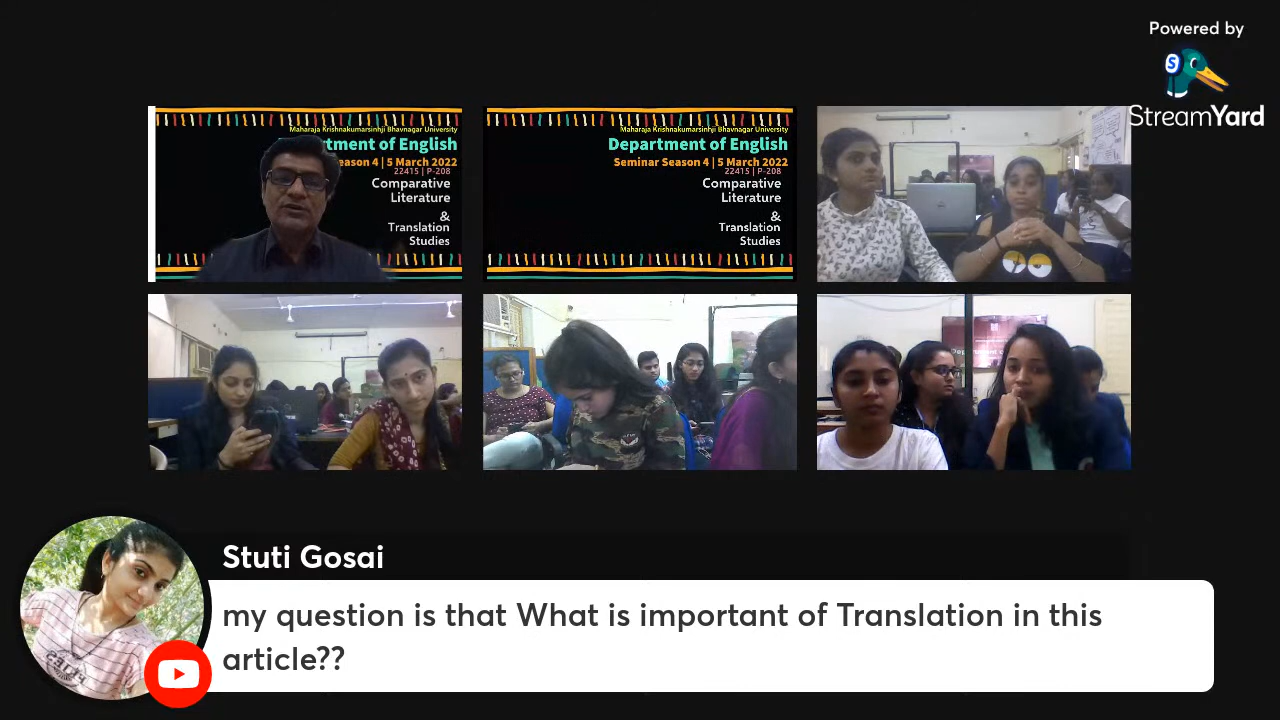 Powered by
S
StreamYard
Maharaja Krishnakumarsinhji Bhavnagar University
tment of English
eason 4 | 5 March 2022
22415 | P-208
Comparative
Literature
&
Translation
Studies
Maharaja Krishnakumarsinhji Bhavnagar University
Department of English
Seminar Season 4 | 5 March 2022
22415 | P-208
Comparative
Literature
&
Translation
Studies
Stuti Gosai
my question is that What is important of Translation in this
article??